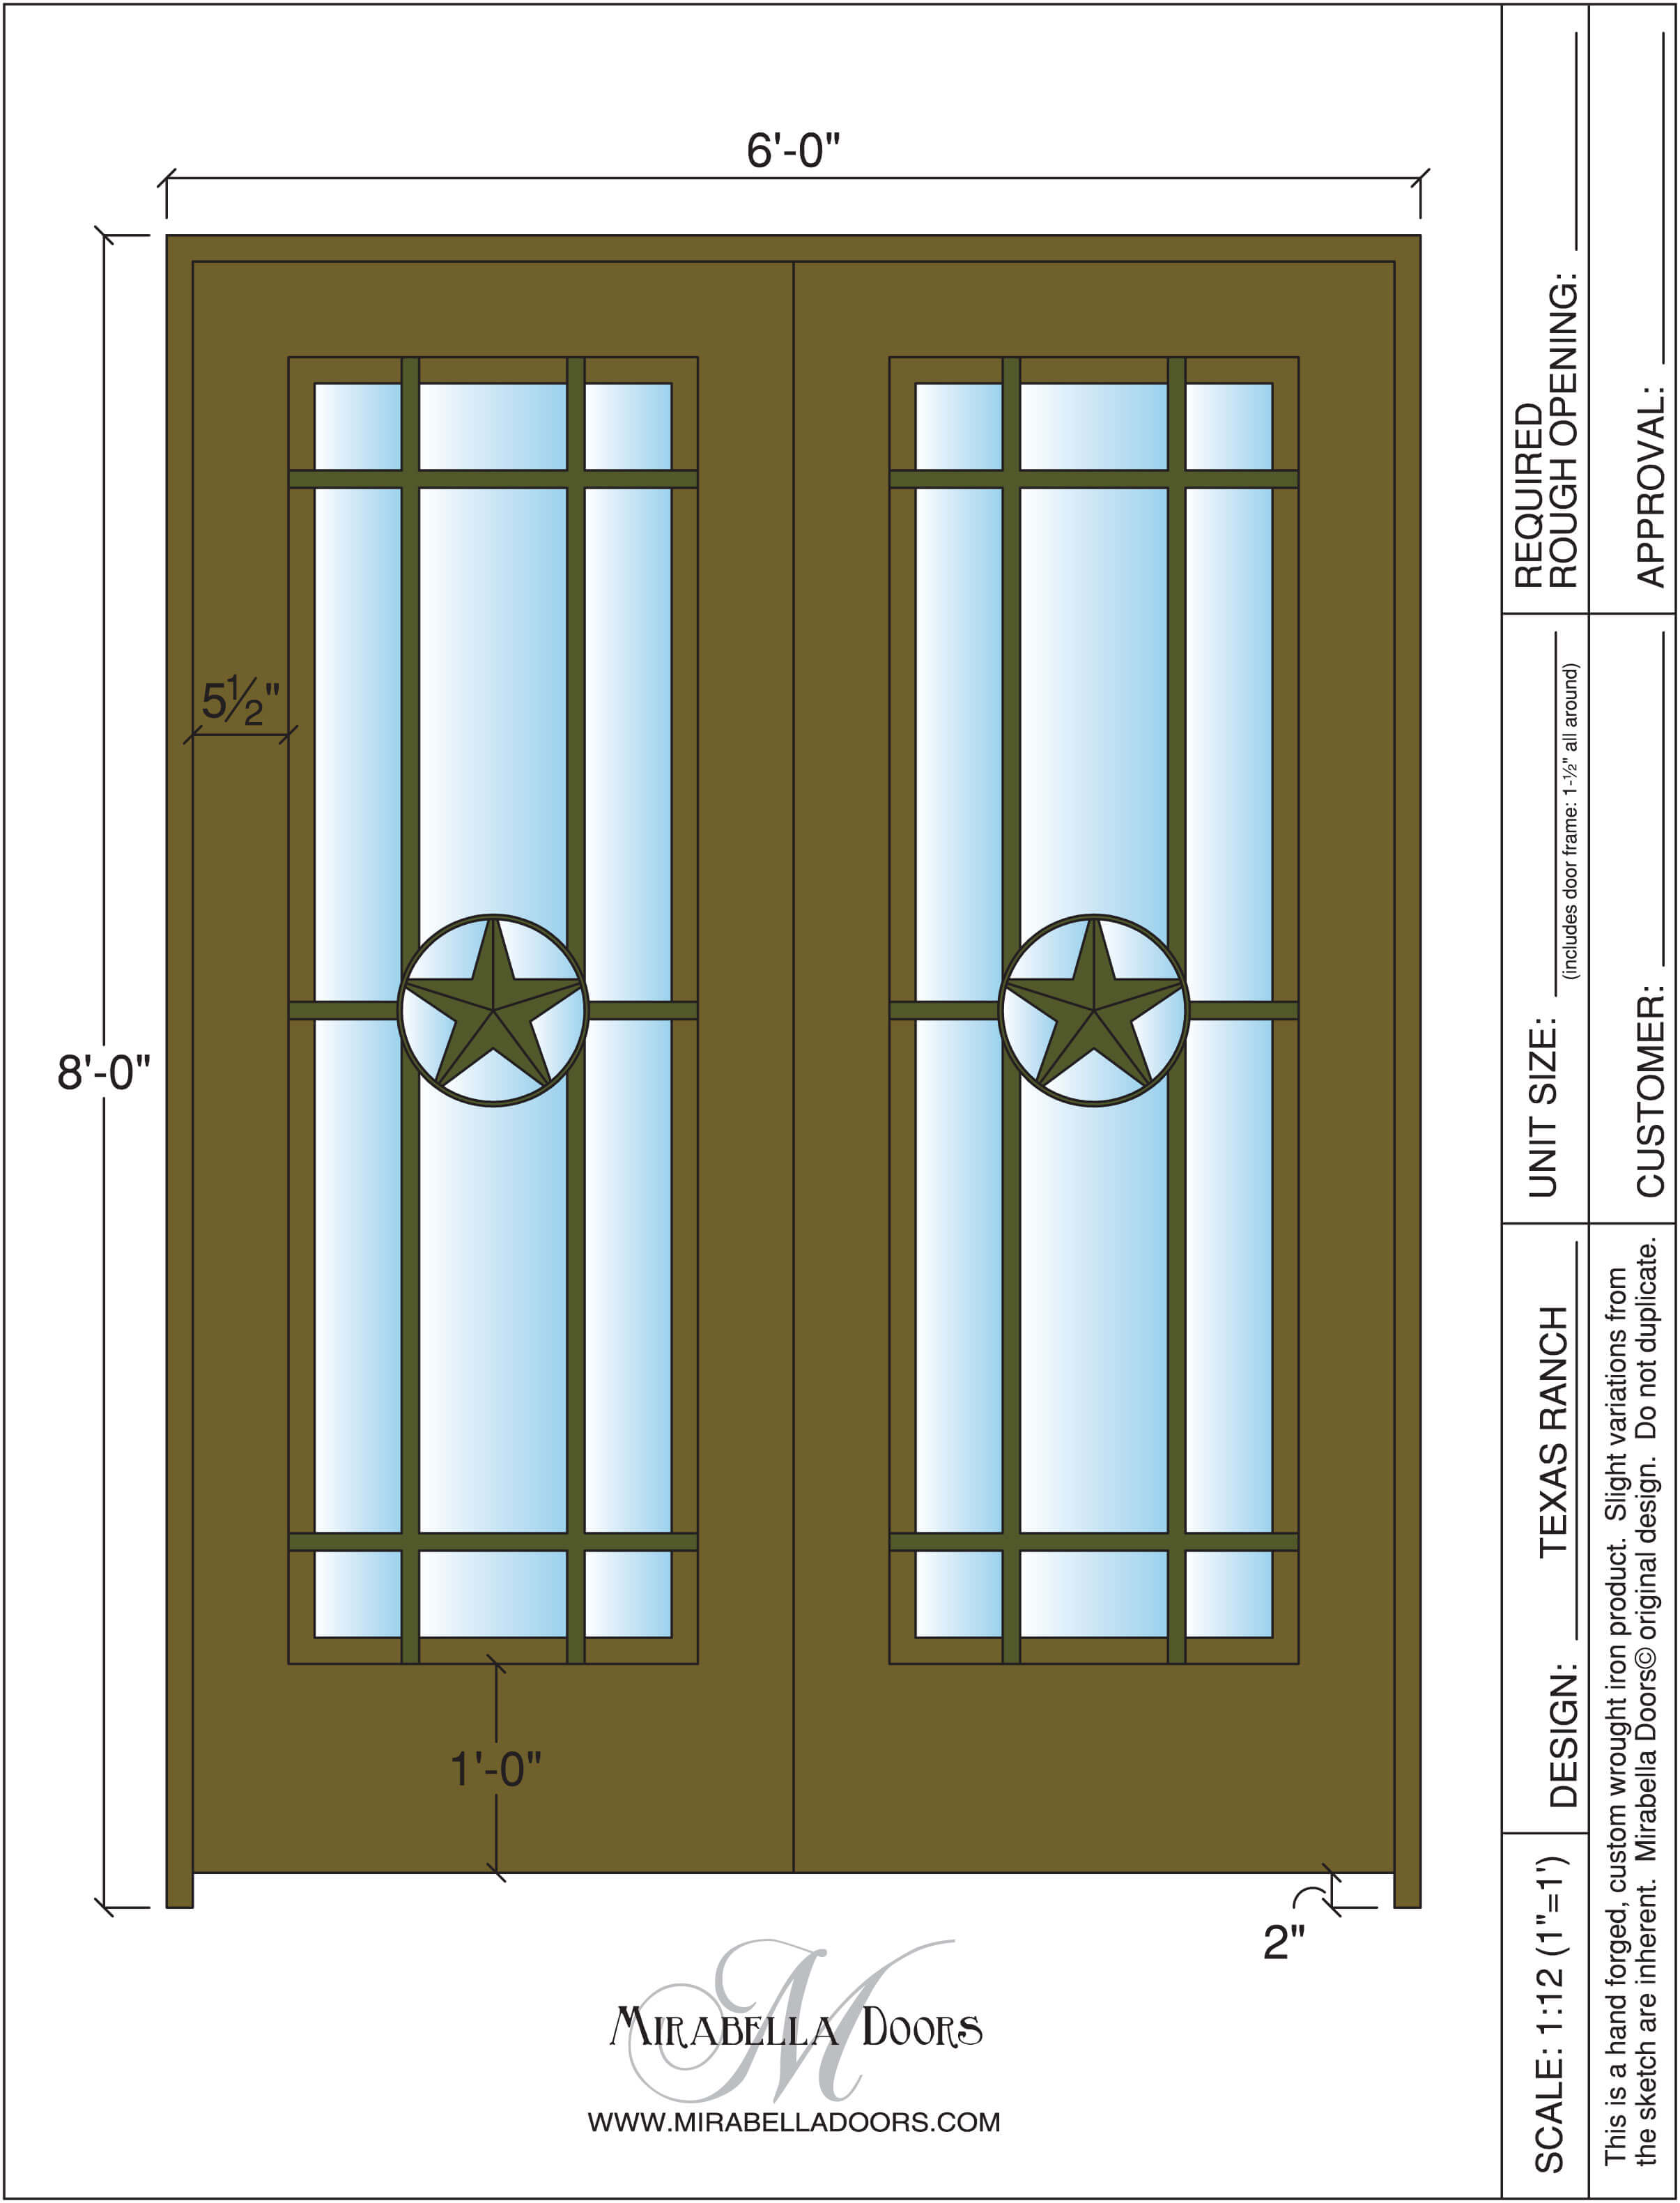 6'-0"
5½"
8'-0"
1'-0"
2"
MIRABELLA DOORS
M
WWW.MIRABELLADOORS.COM
SCALE: 1:12 (1"=1')
DESIGN: TEXAS RANCH
UNIT SIZE:
(includes door frame: 1-½" all around)
REQUIRED
ROUGH OPENING:
This is a hand forged, custom wrought iron product. Slight variations from
the sketch are inherent. Mirabella Doors© original design. Do not duplicate.
CUSTOMER:
APPROVAL: